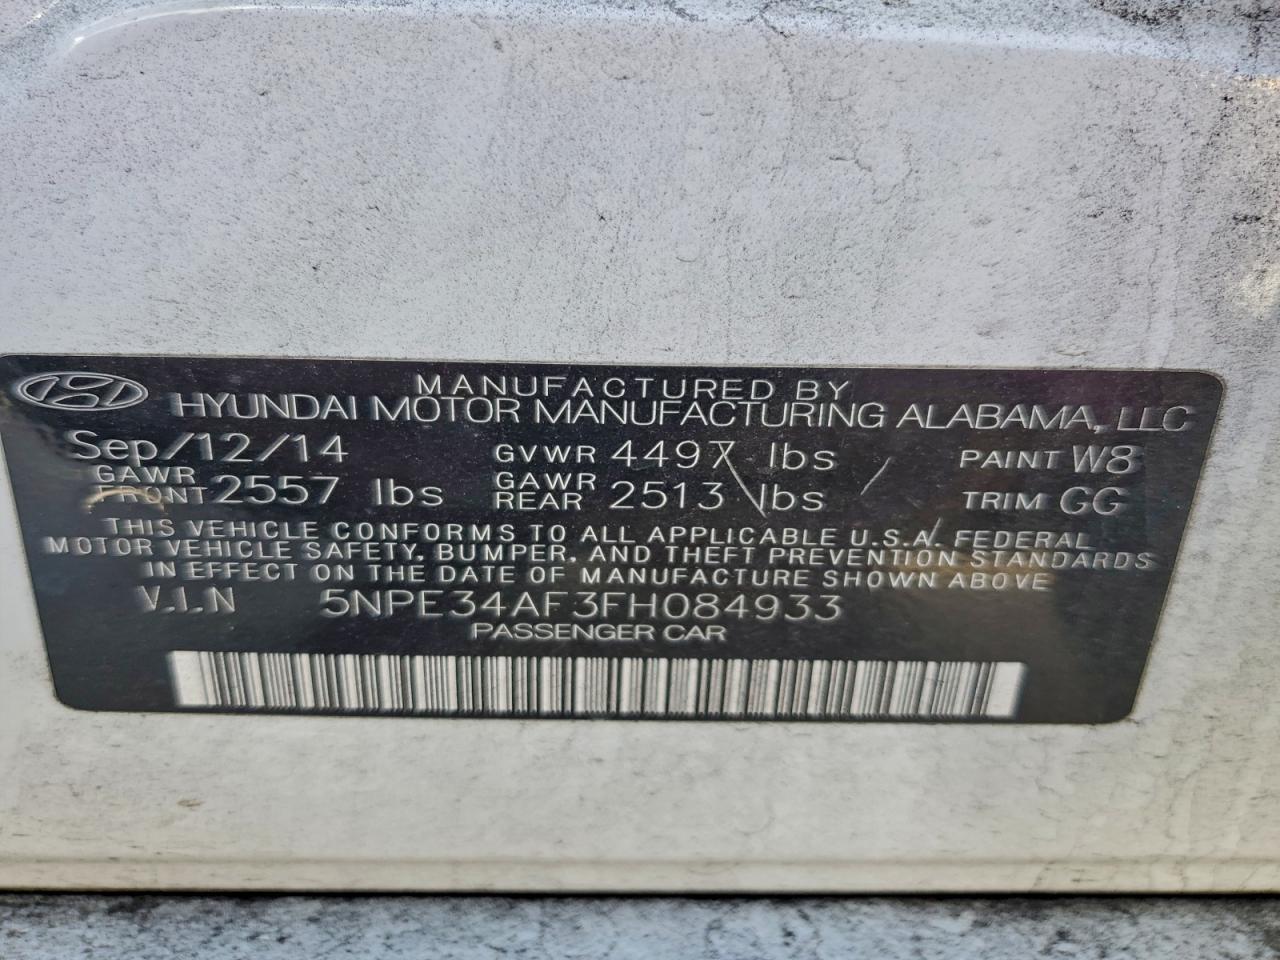 MANUFACTURED BY
HYUNDAI MOTOR MANUFACTURING ALABAMA, LLC
Sep/12/14 GVWR 4497 lbs PAINT W8
GAWR FRONT 2557 lbs GAWR REAR 2513 lbs TRIM GG
THIS VEHICLE CONFORMS TO ALL APPLICABLE U.S.A. FEDERAL
MOTOR VEHICLE SAFETY, BUMPER, AND THEFT PREVENTION STANDARDS
IN EFFECT ON THE DATE OF MANUFACTURE SHOWN ABOVE
V.I.N 5NPE34AF3FH084933
PASSENGER CAR